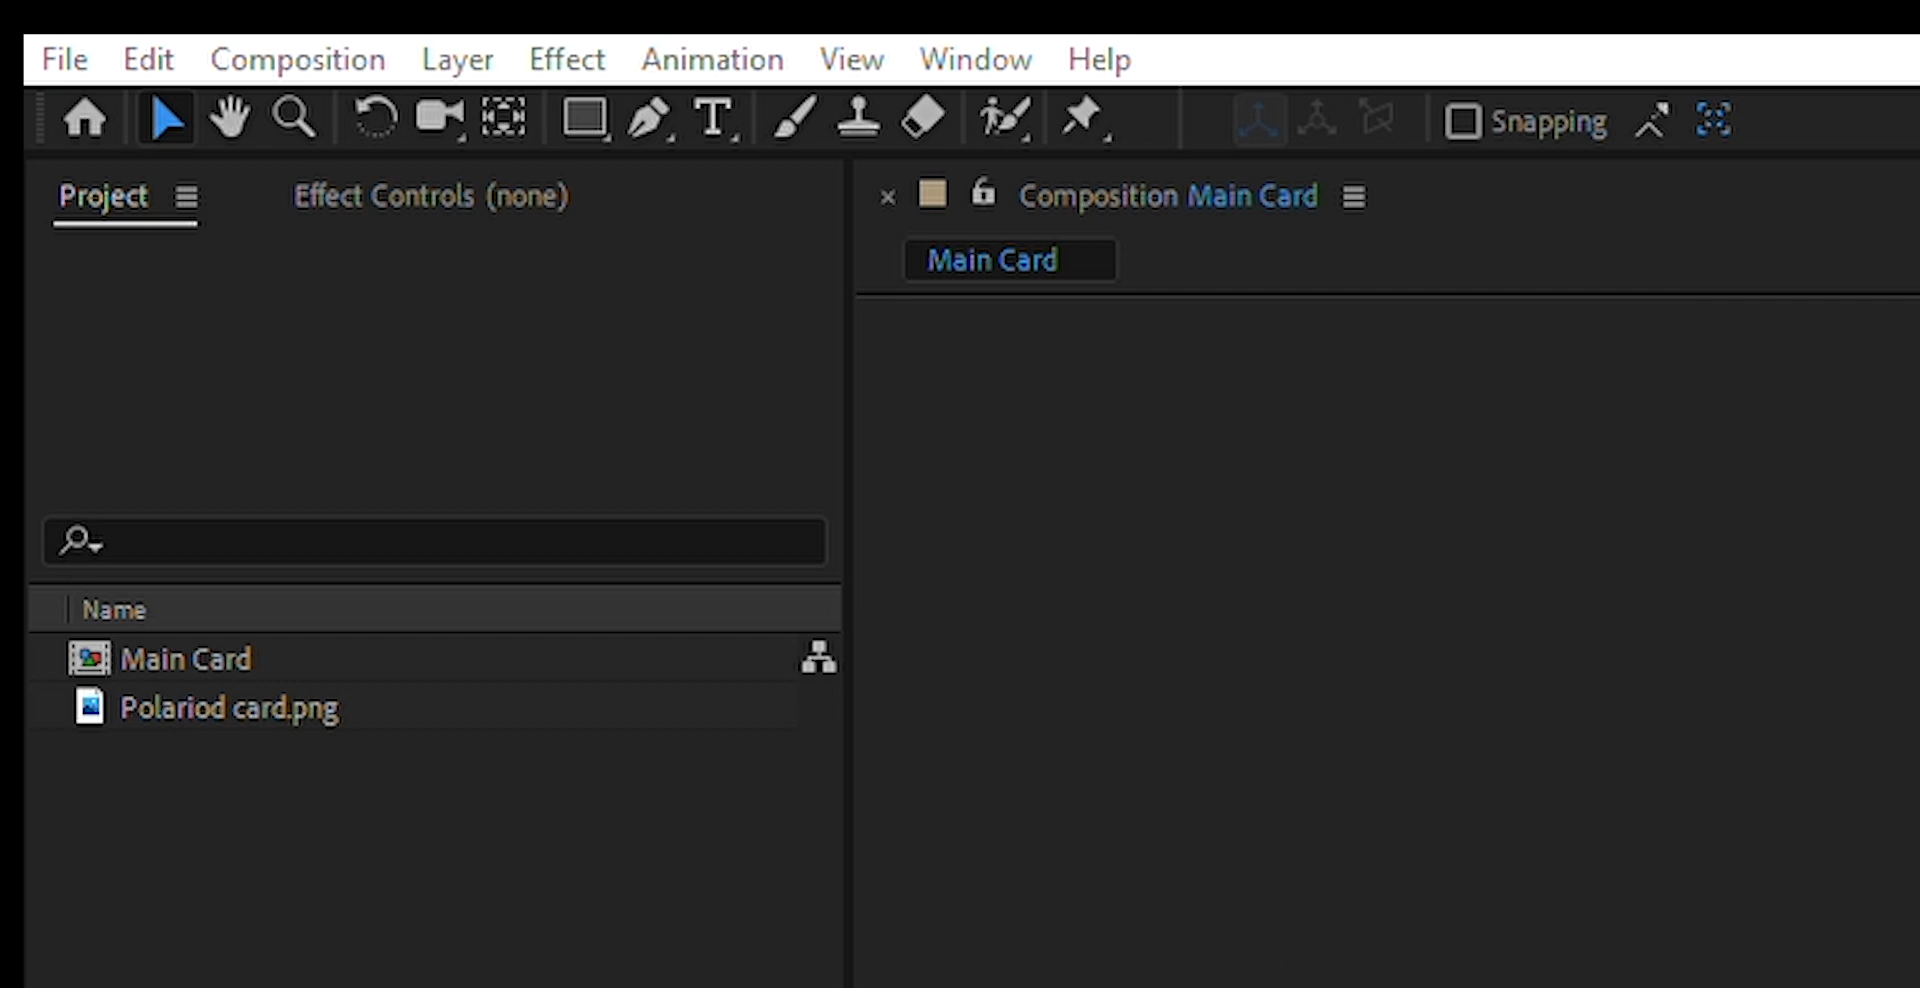 File Edit Composition Layer Effect Animation View Window Help
Snapping
Project Effect Controls (none)
Composition Main Card
Main Card
Name
Main Card
Polariod card.png